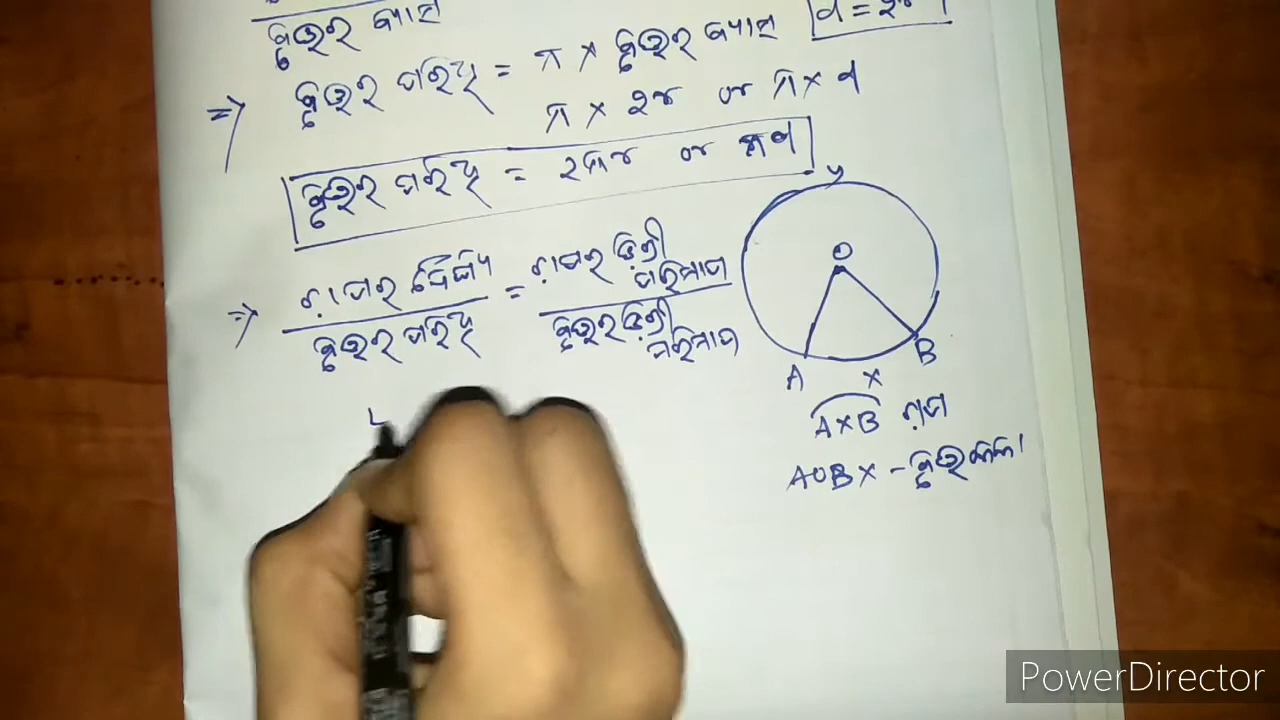 ବୃତ୍ତର ବ୍ୟାସ
d = 2r
⇒ ବୃତ୍ତର ପରିଧି = π × ବୃତ୍ତର ବ୍ୟାସ
π × 2r or π × d
ବୃତ୍ତର ପରିଧି = 2πr or πd
⇒ ଚାପର ଦୈର୍ଘ୍ୟ / ବୃତ୍ତର ପରିଧି = ଚାପର ଡିଗ୍ରୀ ପରିମାପ / ବୃତ୍ତର ଡିଗ୍ରୀ ପରିମାପ
y
O
A x B
AxB ଚାପ
AOBX - ବୃତ୍ତକଳା
L
PowerDirector